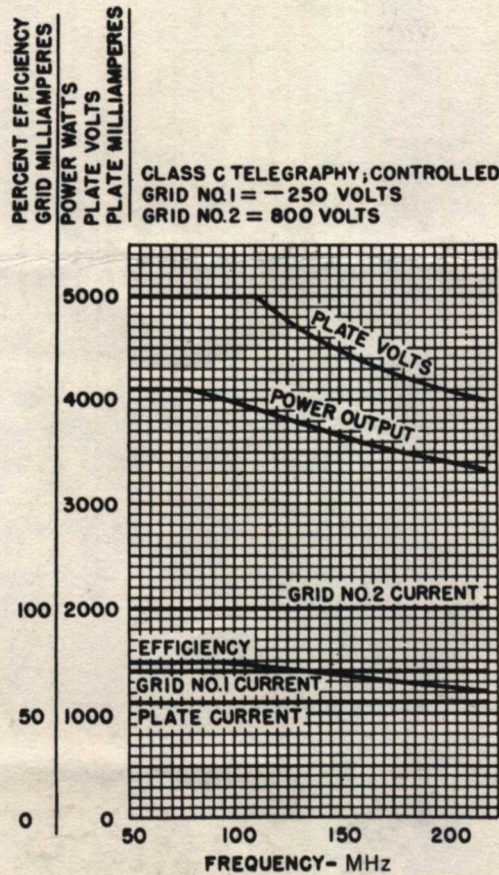 PERCENT EFFICIENCY
GRID MILLIAMPERES
POWER WATTS
PLATE VOLTS
PLATE MILLIAMPERES
CLASS C TELEGRAPHY; CONTROLLED
GRID NO.1 = -250 VOLTS
GRID NO.2 = 800 VOLTS
5000
PLATE VOLTS
4000
POWER OUTPUT
3000
GRID NO.2 CURRENT
100 2000
EFFICIENCY
GRID NO.1 CURRENT
50 1000 PLATE CURRENT
0 0
50 100 150 200
FREQUENCY- MHz